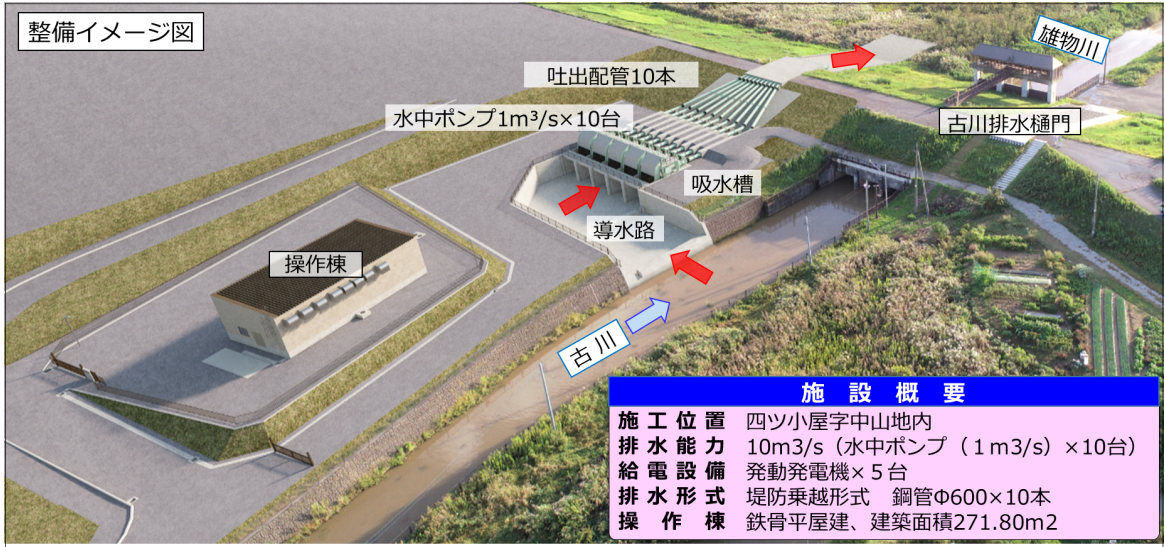 整備イメージ図
雄物川
吐出配管10本
水中ポンプ1m³/s×10台
古川排水樋門
吸水槽
導水路
操作棟
古川
施設概要
施工位置 四ツ小屋字中山地内
排水能力 10m3/s（水中ポンプ（１m3/s）×10台）
給電設備 発動発電機×５台
排水形式 堤防乗越形式 鋼管Φ600×10本
操作棟 鉄骨平屋建、建築面積271.80m2